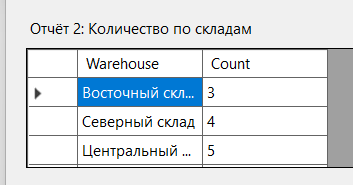 Отчёт 2: Количество по складам
Warehouse Count
Восточный скл... 3
Северный склад 4
Центральный ... 5